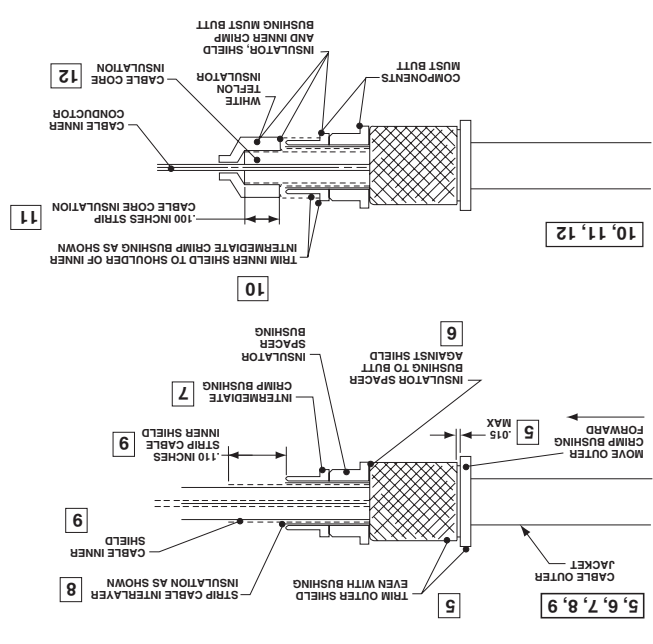 5, 6, 7, 8, 9
CABLE OUTER
JACKET
5
TRIM OUTER SHIELD
EVEN WITH BUSHING
8
STRIP CABLE INTERLAYER
INSULATION AS SHOWN
CABLE INNER
SHIELD
9
MOVE OUTER
CRIMP BUSHING
FORWARD
5
.015
MAX
.110 INCHES
STRIP CABLE
INNER SHIELD
9
INSULATOR SPACER
BUSHING TO BUTT
AGAINST SHIELD
6
INTERMEDIATE
CRIMP BUSHING
7
INSULATOR
SPACER
BUSHING
10, 11, 12
10
TRIM INNER SHIELD TO SHOULDER OF INNER
INTERMEDIATE CRIMP BUSHING AS SHOWN
.100 INCHES STRIP
CABLE CORE INSULATION
11
CABLE INNER
CONDUCTOR
COMPONENTS
MUST BUTT
WHITE
TEFLON
INSULATOR
CABLE CORE
INSULATION
12
INSULATOR, SHIELD
AND INNER CRIMP
BUSHING MUST BUTT